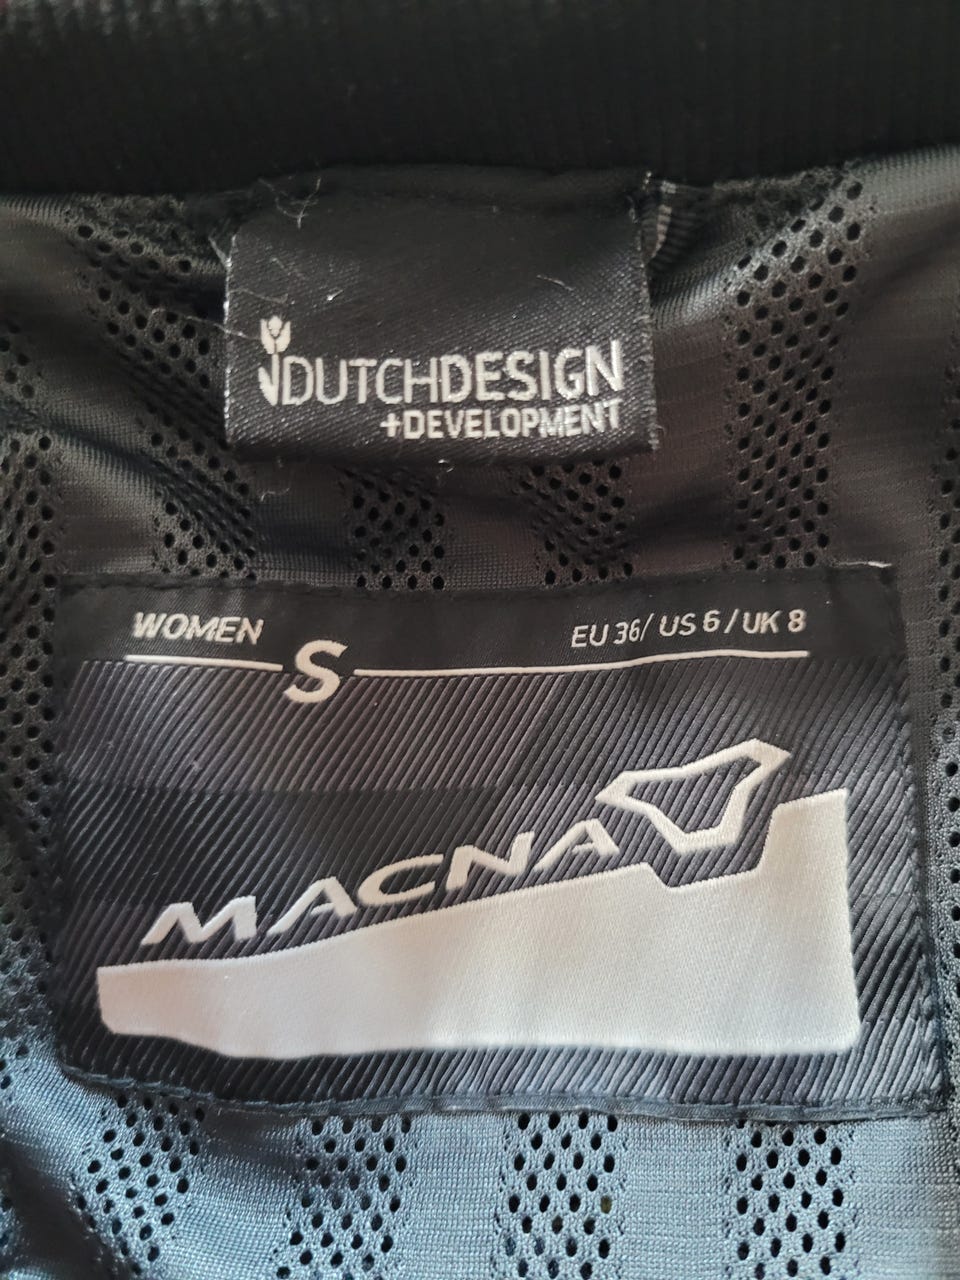 DUTCHDESIGN
+DEVELOPMENT
WOMEN S EU 36/ US 6 / UK 8
MACNA